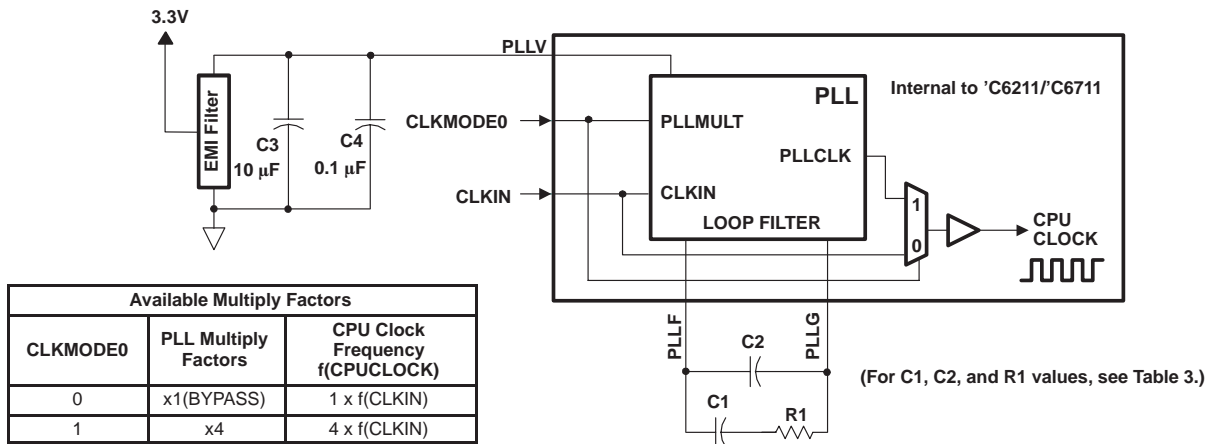 3.3V
PLLV
EMI Filter
C3
10 μF
C4
0.1 μF
CLKMODE0
CLKIN
PLL
Internal to ’C6211/’C6711
PLLMULT
PLLCLK
CLKIN
LOOP FILTER
1
0
CPU
CLOCK
PLLF
PLLG
C2
C1
R1
(For C1, C2, and R1 values, see Table 3.)
Available Multiply Factors
CLKMODE0
PLL Multiply
Factors
CPU Clock
Frequency
f(CPUCLOCK)
0
x1(BYPASS)
1 x f(CLKIN)
1
x4
4 x f(CLKIN)